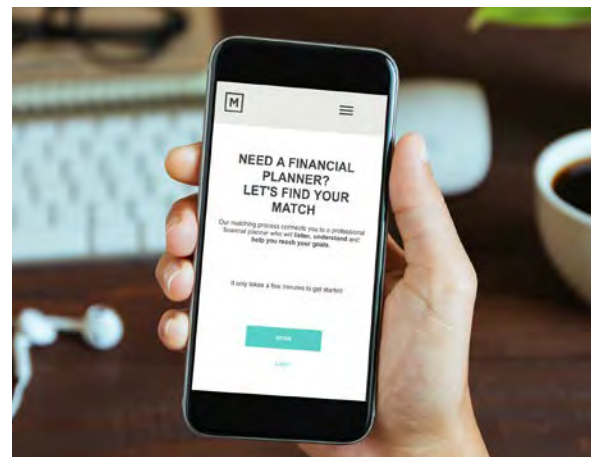 M
NEED A FINANCIAL
PLANNER?
LET'S FIND YOUR
MATCH
Our matching process connects you to a professional
financial planner who will listen, understand and
help you reach your goals.
It only takes a few minutes to get started!